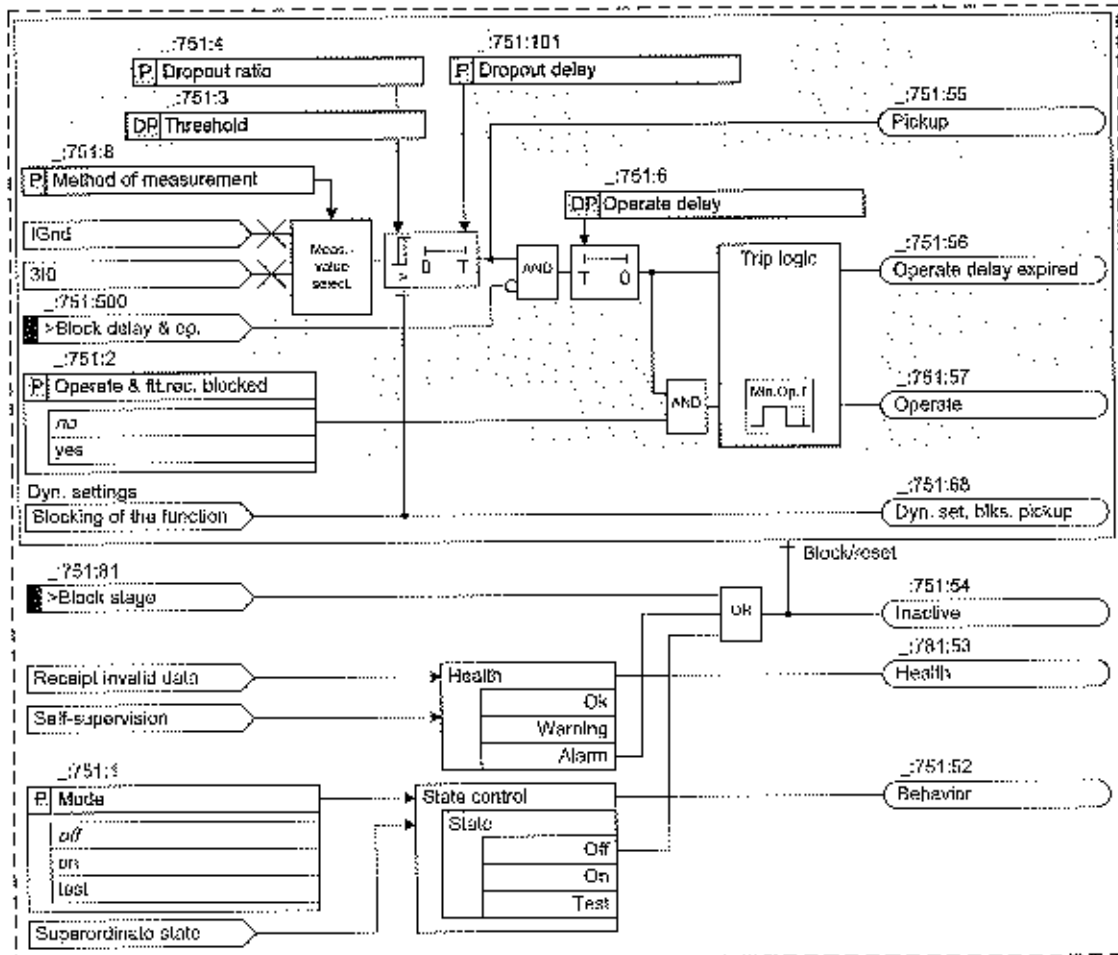 _:751:4
P Dropout ratio
_:751:3
DP Threshold
_:751:101
P Dropout delay
_:751:55
Pickup
_:751:8
P Method of measurement
_:751:6
DP Operate delay
IGnd
3I0
Meas.-
value
select.
0 T
AND
T 0
Trip logic
_:751:56
Operate delay expired
_:751:500
>Block delay & op.
_:751:2
P Operate & flt.rec. blocked
no
yes
AND
Min.Op.T
_:751:57
Operate
Dyn. settings
Blocking of the function
_:751:68
Dyn. set. blks. pickup
Block/reset
_:751:81
>Block stage
OR
_:751:54
Inactive
Receipt invalid data
Self-supervision
Health
Ok
Warning
Alarm
_:781:53
Health
_:751:1
P Mode
off
on
test
Superordinate state
State control
State
Off
On
Test
_:751:52
Behavior